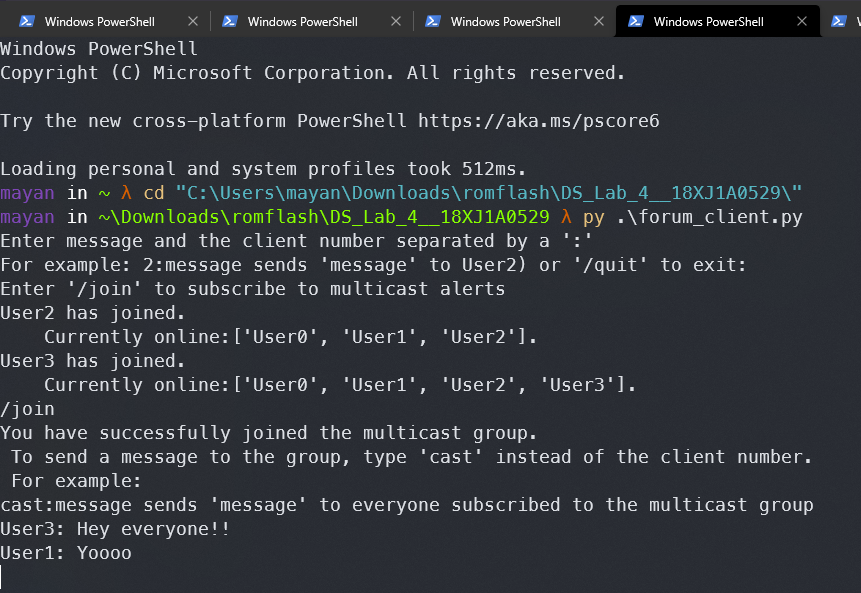 Windows PowerShell Windows PowerShell Windows PowerShell Windows PowerShell
Windows PowerShell
Copyright (C) Microsoft Corporation. All rights reserved.
Try the new cross-platform PowerShell https://aka.ms/pscore6
Loading personal and system profiles took 512ms.
mayan in ~ λ cd "C:\Users\mayan\Downloads\romflash\DS_Lab_4__18XJ1A0529\"
mayan in ~\Downloads\romflash\DS_Lab_4__18XJ1A0529 λ py .\forum_client.py
Enter message and the client number separated by a ':'
For example: 2:message sends 'message' to User2) or '/quit' to exit:
Enter '/join' to subscribe to multicast alerts
User2 has joined.
    Currently online:['User0', 'User1', 'User2'].
User3 has joined.
    Currently online:['User0', 'User1', 'User2', 'User3'].
/join
You have successfully joined the multicast group.
 To send a message to the group, type 'cast' instead of the client number.
 For example:
cast:message sends 'message' to everyone subscribed to the multicast group
User3: Hey everyone!!
User1: Yoooo